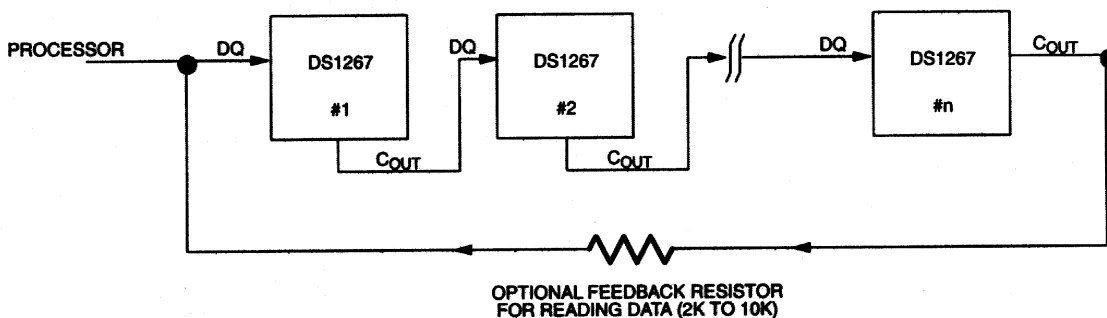 PROCESSOR
DQ
DS1267
#1
COUT
DQ
DS1267
#2
COUT
DQ
DS1267
#n
COUT
OPTIONAL FEEDBACK RESISTOR
FOR READING DATA (2K TO 10K)